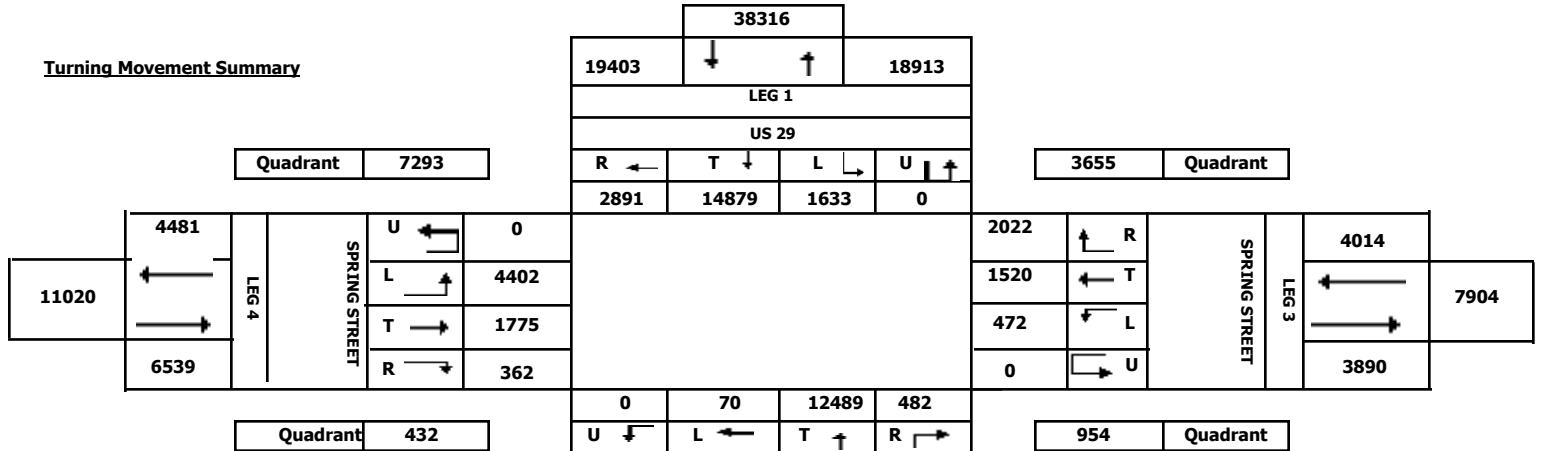 38316
Turning Movement Summary
19403 18913
LEG 1
US 29
Quadrant 7293
R T L U
3655 Quadrant
2891 14879 1633 0
4481
U 0
2022 R
4014
L 4402
1520 T
11020
LEG 4
SPRING STREET
SPRING STREET
LEG 3
7904
T 1775
472 L
6539
R 362
0 U
3890
0 70 12489 482
Quadrant 432
U L T R
954 Quadrant